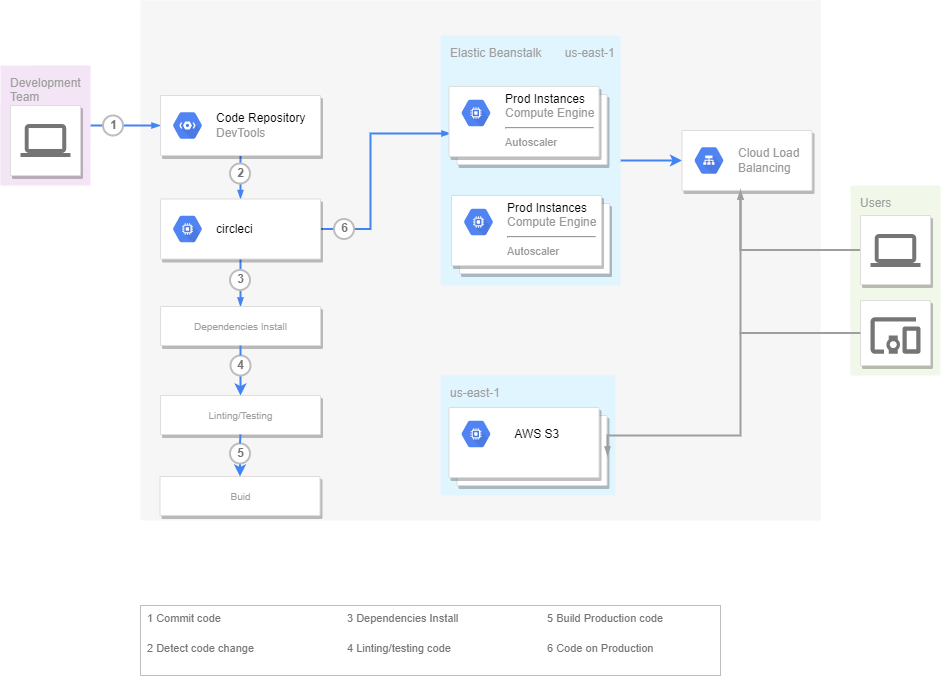 Development
Team
1
Code Repository
DevTools
2
circleci
3
Dependencies Install
4
Linting/Testing
5
Buid
6
Elastic Beanstalk us-east-1
Prod Instances
Compute Engine
Autoscaler
Prod Instances
Compute Engine
Autoscaler
us-east-1
AWS S3
Cloud Load
Balancing
Users
1 Commit code
3 Dependencies Install
5 Build Production code
2 Detect code change
4 Linting/testing code
6 Code on Production